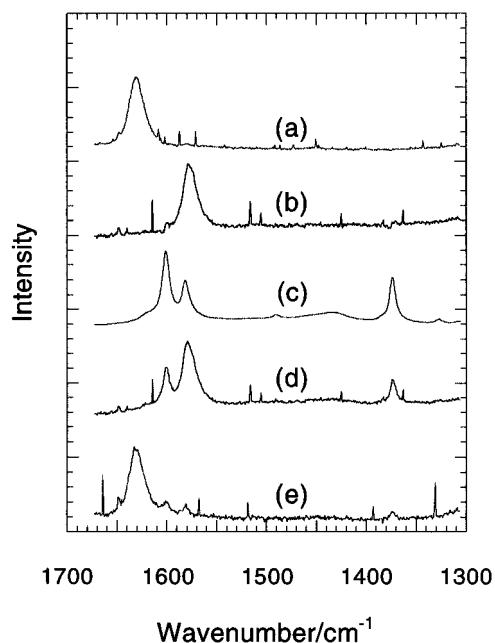 (a)
(b)
(c)
(d)
(e)
Intensity
1700 1600 1500 1400 1300
Wavenumber/cm⁻¹